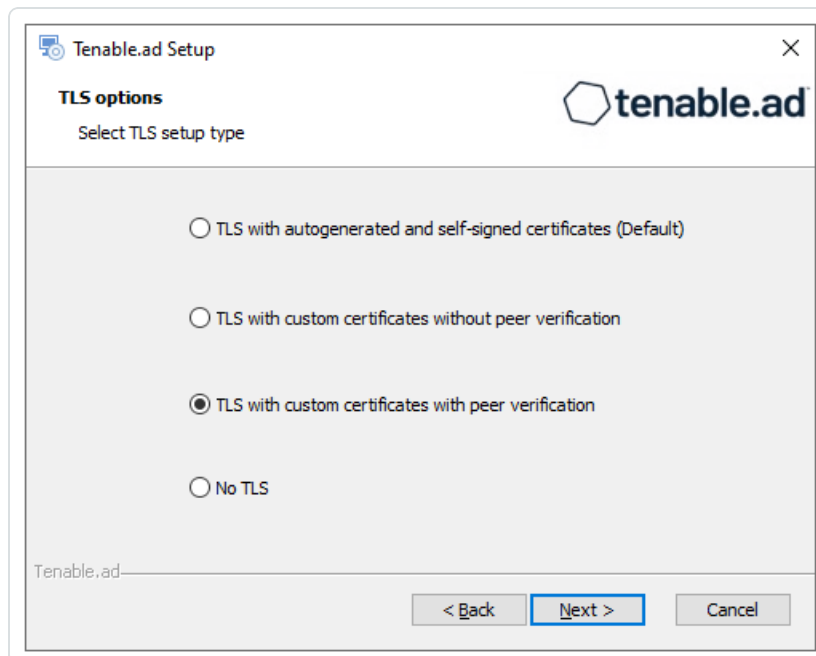 Tenable.ad Setup
TLS options
Select TLS setup type
tenable.ad
TLS with autogenerated and self-signed certificates (Default)
TLS with custom certificates without peer verification
TLS with custom certificates with peer verification
No TLS
Tenable.ad
< Back
Next >
Cancel